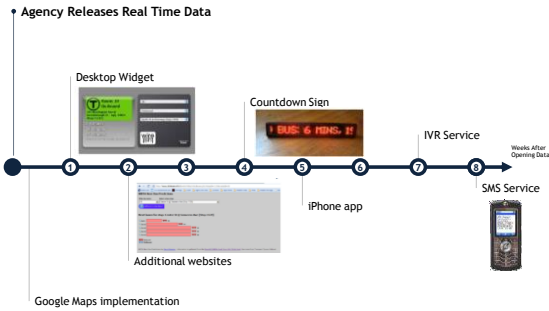 Agency Releases Real Time Data
Desktop Widget
Countdown Sign
BUS: 6 MINS,
IVR Service
Weeks After
Opening Data
1
2
3
4
5
6
7
8
SMS Service
iPhone app
Additional websites
Google Maps implementation